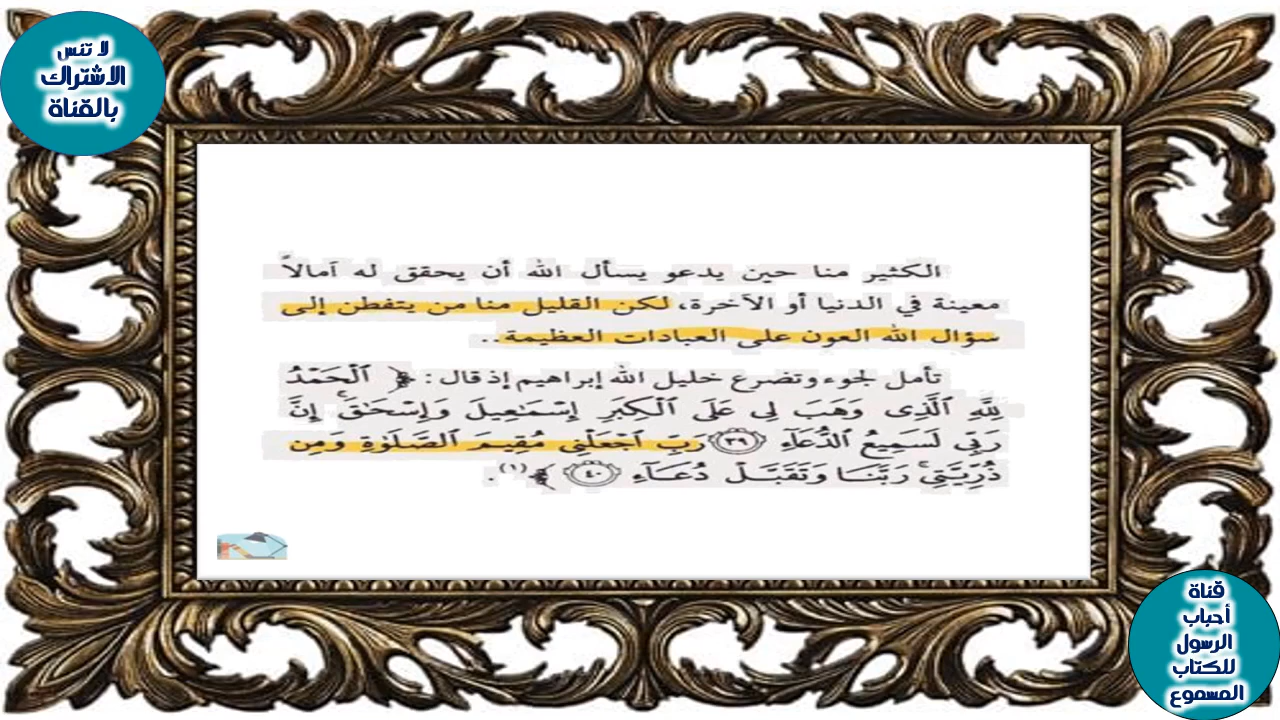 لا تنس
الاشتراك
بالقناة
الكثير منا حين يدعو يسأل الله أن يحقق له آمالاً
معينة في الدنيا أو الآخرة، لكن القليل منا من يتفطن إلى
سؤال الله العون على العبادات العظيمة..
تأمل لجوء وتضرع خليل الله إبراهيم إذ قال: ﴿ ٱلْحَمْدُ
لِلَّهِ ٱلَّذِى وَهَبَ لِى عَلَى ٱلْكِبَرِ إِسْمَٰعِيلَ وَإِسْحَٰقَ ۚ إِنَّ
رَبِّى لَسَمِيعُ ٱلدُّعَآءِ ﴿٣٩﴾ رَبِّ ٱجْعَلْنِى مُقِيمَ ٱلصَّلَوٰةِ وَمِن
ذُرِّيَّتِى ۚ رَبَّنَا وَتَقَبَّلْ دُعَآءِ ﴿٤٠﴾ ﴾(١).
قناة
أحباب
الرسول
للكتاب
المسموع